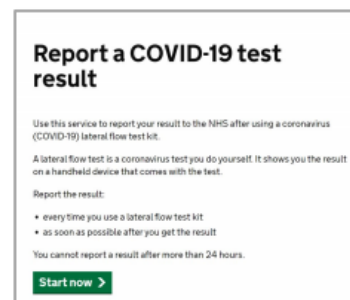 Report a COVID-19 test
result
Use this service to report your result to the NHS after using a coronavirus
(COVID-19) lateral flow test kit.
A lateral flow test is a coronavirus test you do yourself. It shows you the result
on a handheld device that comes with the test.
Report the result:
• every time you use a lateral flow test kit
• as soon as possible after you get the result
You cannot report a result after more than 24 hours.
Start now >